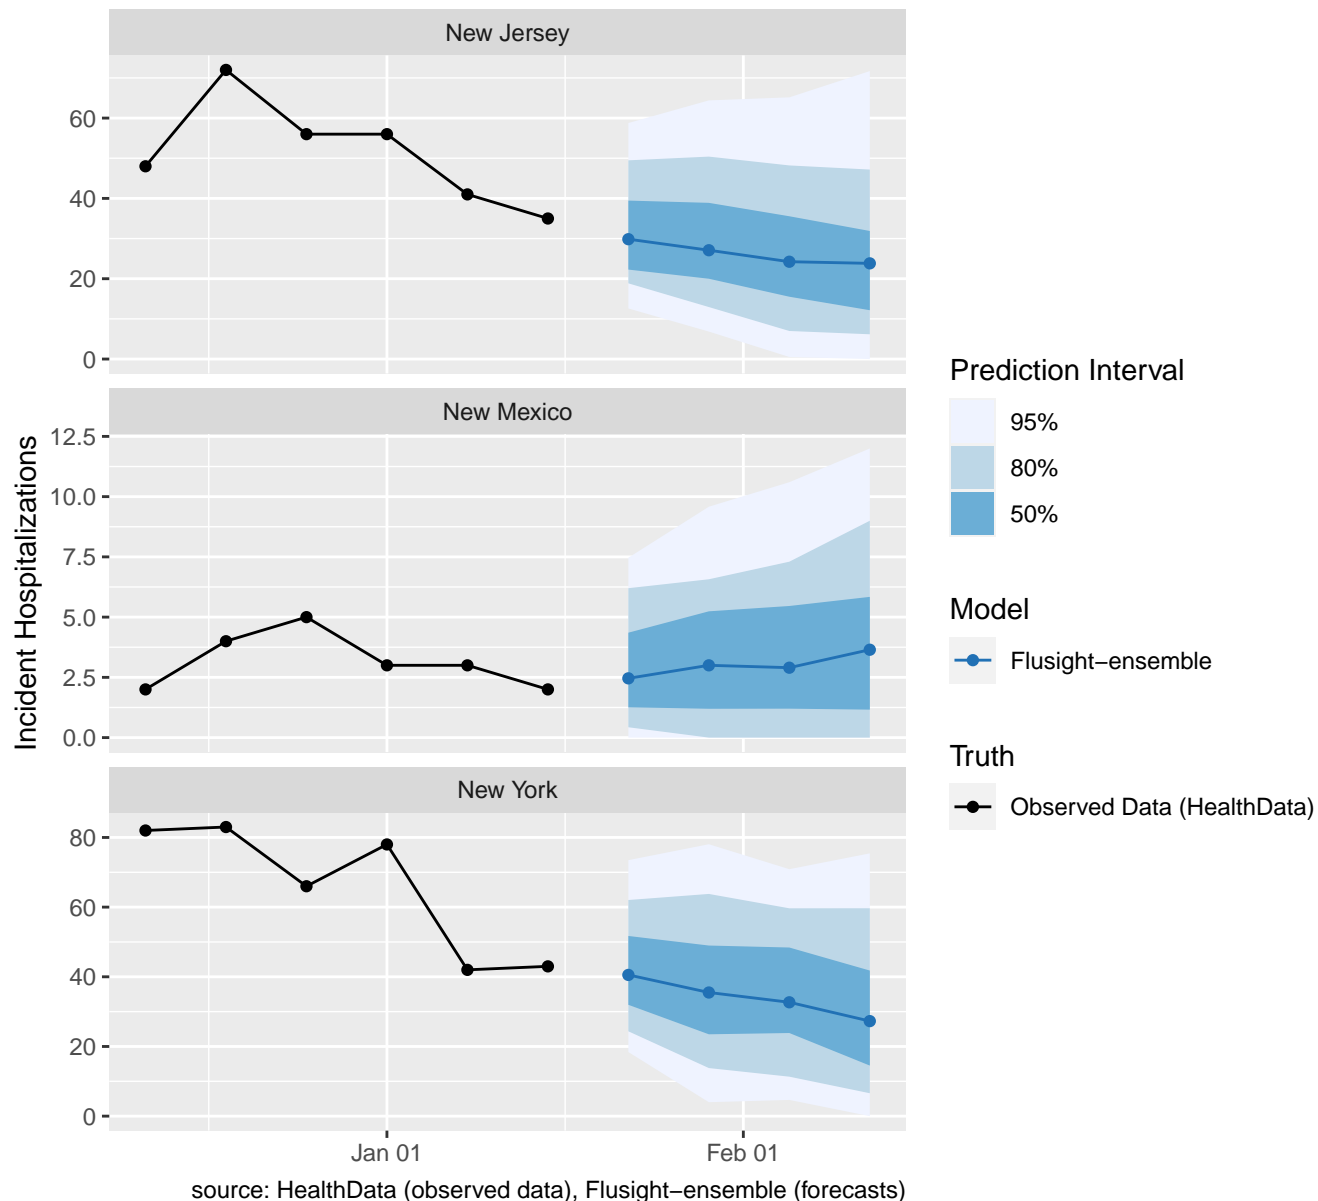 New Jersey
60
40
20
0
New Mexico
12.5
10.0
7.5
5.0
2.5
0.0
New York
80
60
40
20
0
Jan 01
Feb 01
Incident Hospitalizations
source: HealthData (observed data), Flusight−ensemble (forecasts)
Prediction Interval
95%
80%
50%
Model
Flusight−ensemble
Truth
Observed Data (HealthData)